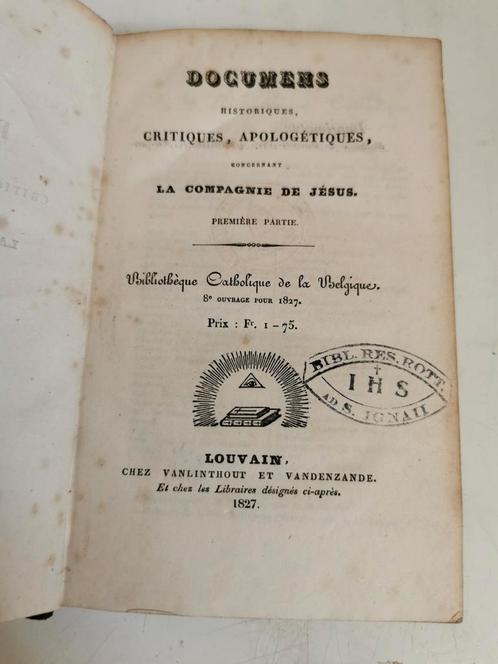 DOCUMENS
HISTORIQUES,
CRITIQUES, APOLOGÉTIQUES,
CONCERNANT
LA COMPAGNIE DE JÉSUS.
PREMIÈRE PARTIE.
Bibliothèque Catholique de la Belgique.
8e OUVRAGE POUR 1827.
Prix : Fr. 1-75.
BIBL. RES. ROTT.
I H S
AD S. IGNATII
LOUVAIN,
CHEZ VANLINTHOUT ET VANDENZANDE.
Et chez les Libraires désignés ci-après.
1827.